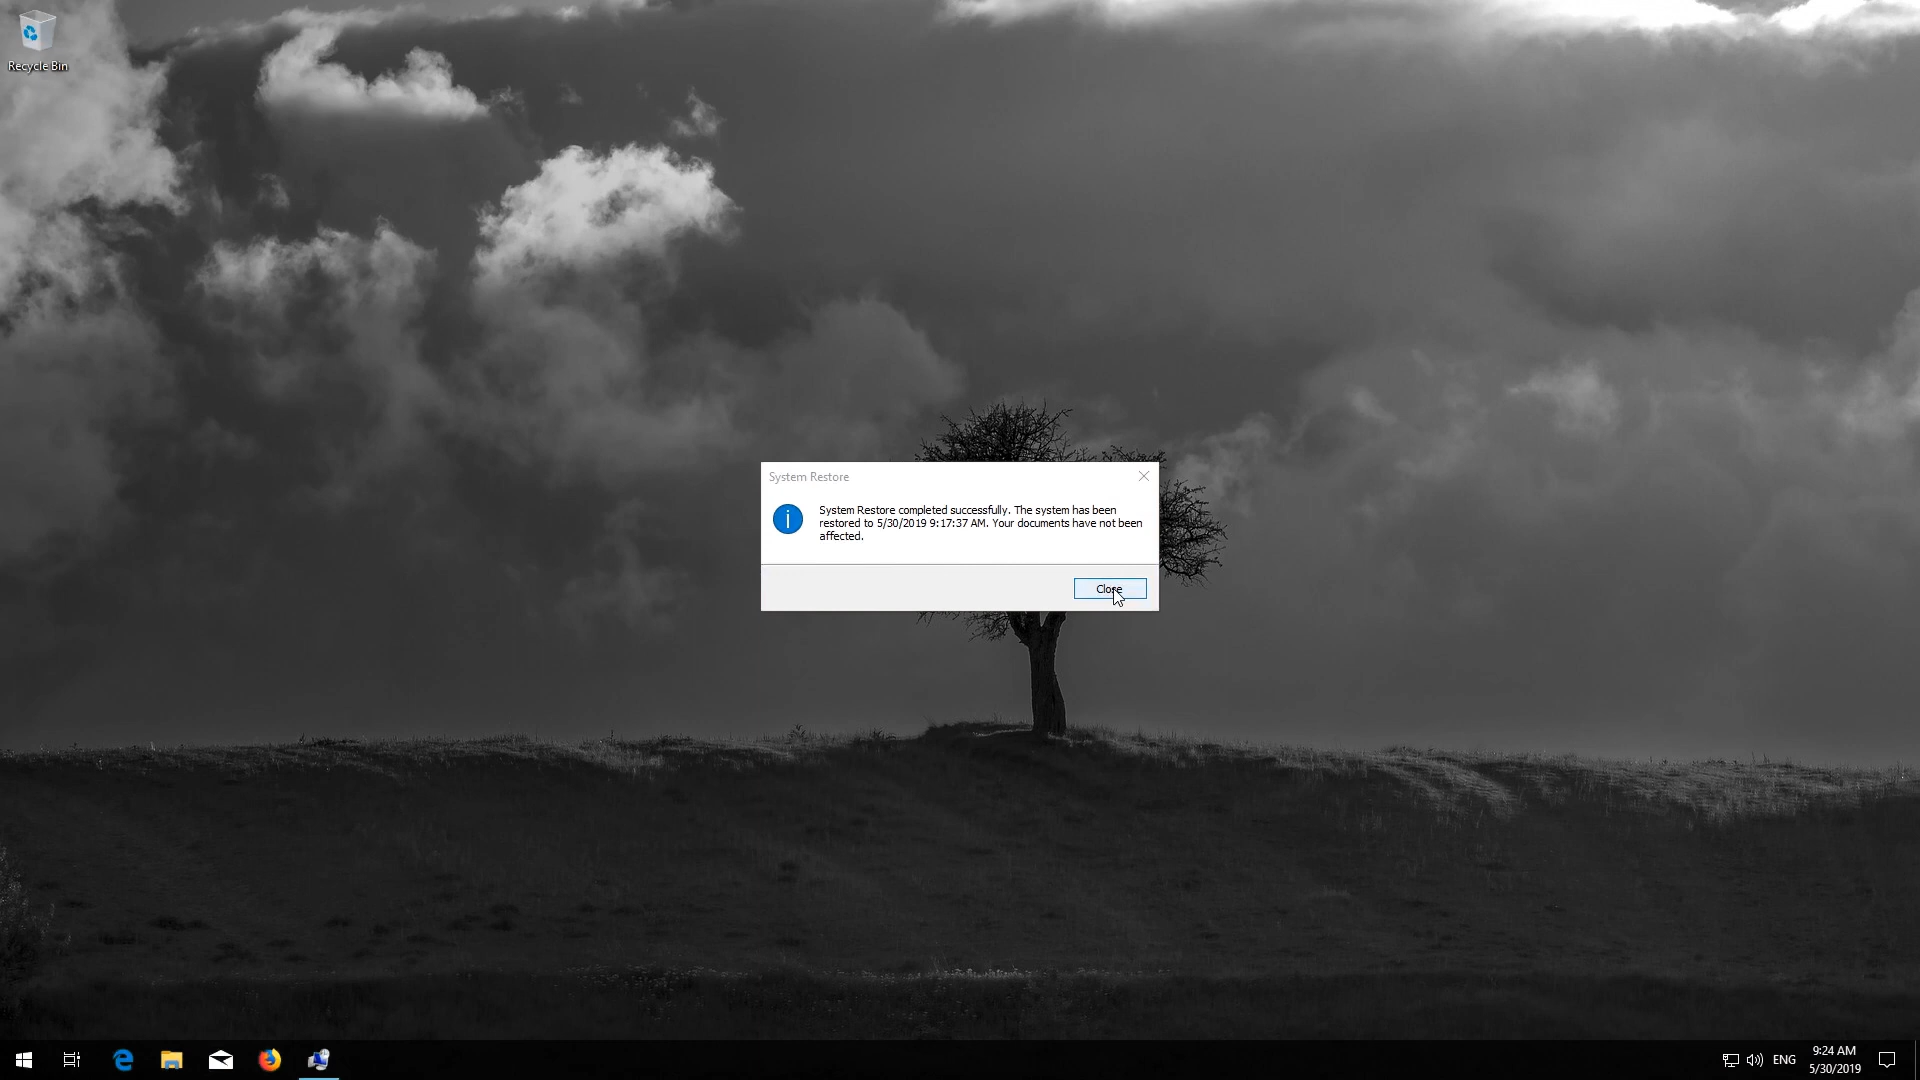 Recycle Bin
System Restore
System Restore completed successfully. The system has been
restored to 5/30/2019 9:17:37 AM. Your documents have not been
affected.
Close
ENG
9:24 AM
5/30/2019